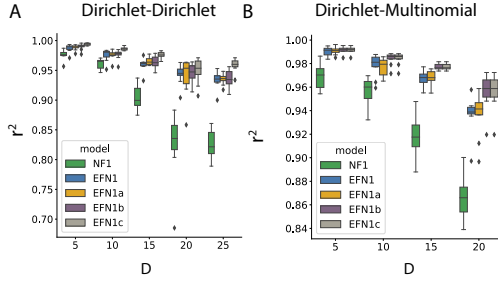 A
Dirichlet-Dirichlet
1.00
0.95
0.90
0.85
0.80
0.75
0.70
r²
model
NF1
EFN1
EFN1a
EFN1b
EFN1c
5
10
15
20
25
D
B
Dirichlet-Multinomial
1.00
0.98
0.96
0.94
0.92
0.90
0.88
0.86
0.84
r²
model
NF1
EFN1
EFN1a
EFN1b
EFN1c
5
10
15
20
D